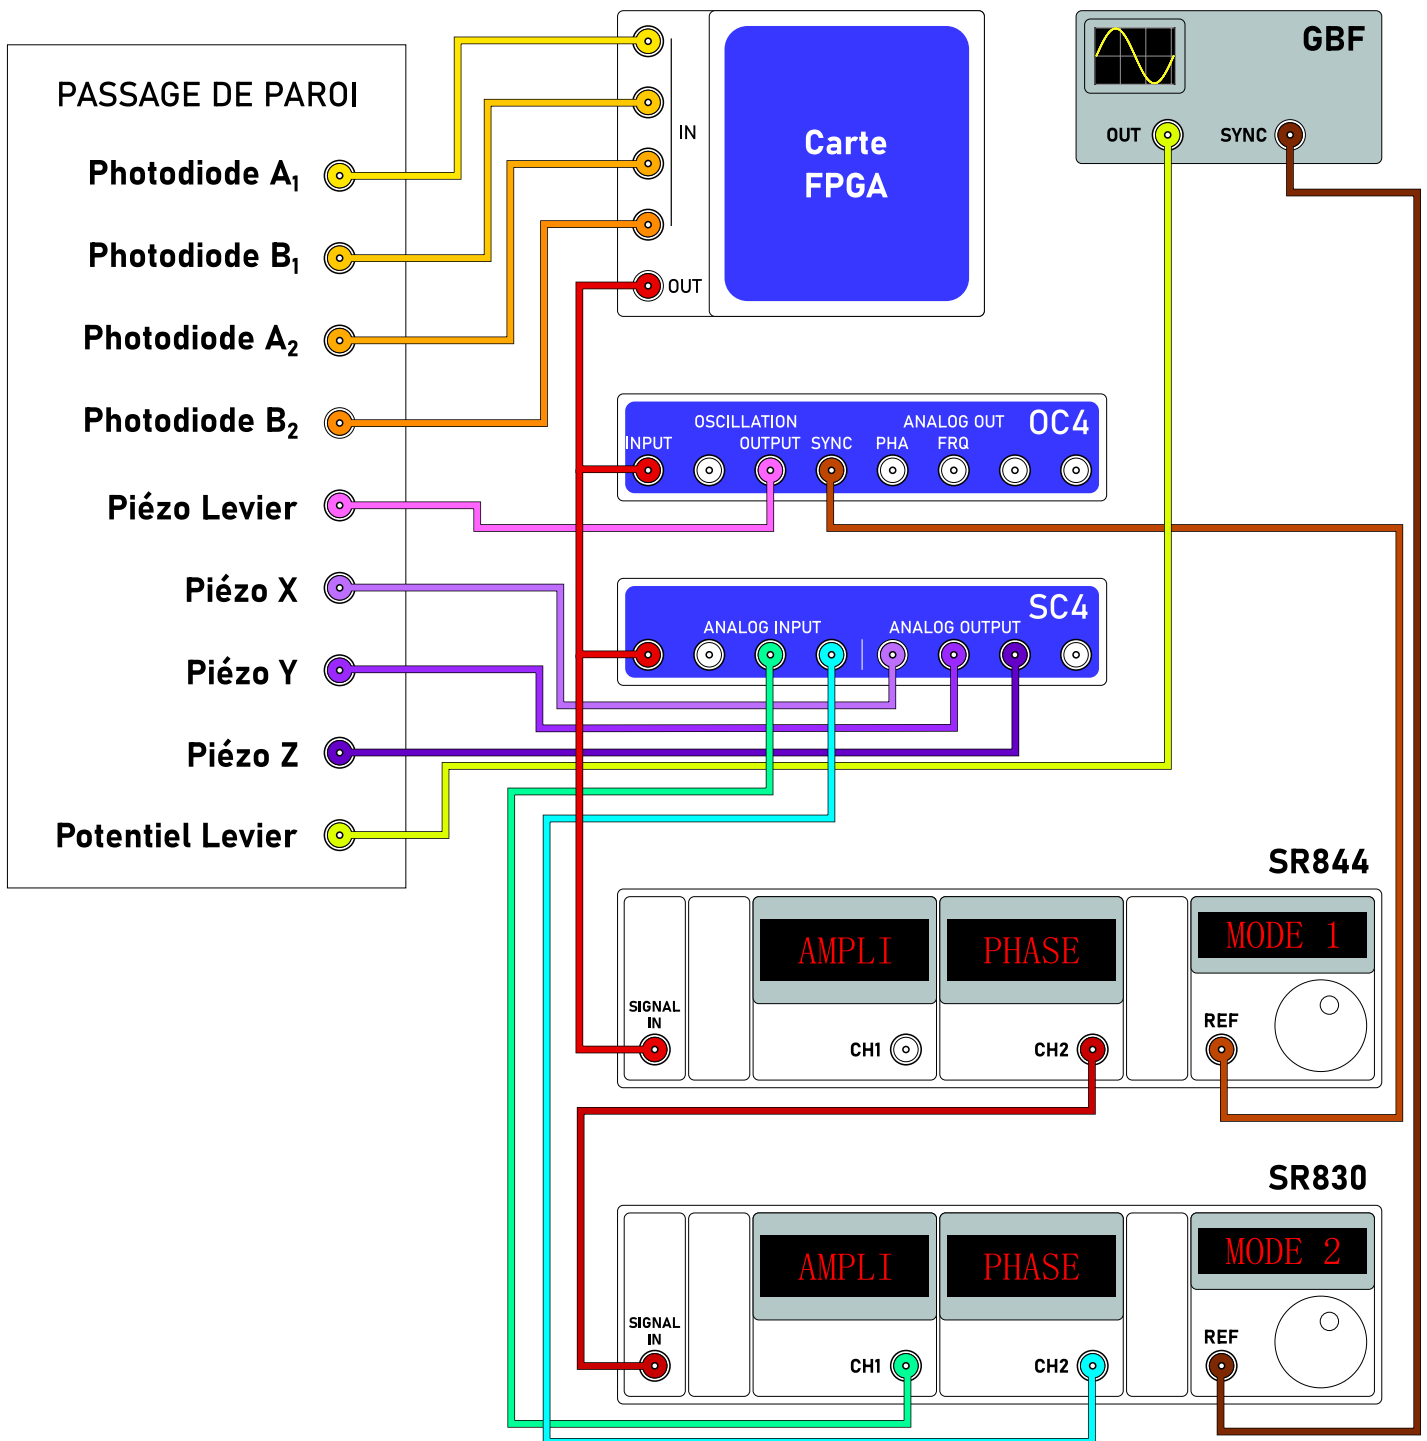 PASSAGE DE PAROI
Photodiode A₁
Photodiode B₁
Photodiode A₂
Photodiode B₂
Piézo Levier
Piézo X
Piézo Y
Piézo Z
Potentiel Levier
IN
OUT
Carte
FPGA
GBF
OUT
SYNC
OC4
OSCILLATION
ANALOG OUT
INPUT
OUTPUT
SYNC
PHA
FRQ
SC4
ANALOG INPUT
ANALOG OUTPUT
SR844
AMPLI
PHASE
MODE 1
SIGNAL
IN
CH1
CH2
REF
SR830
AMPLI
PHASE
MODE 2
SIGNAL
IN
CH1
CH2
REF